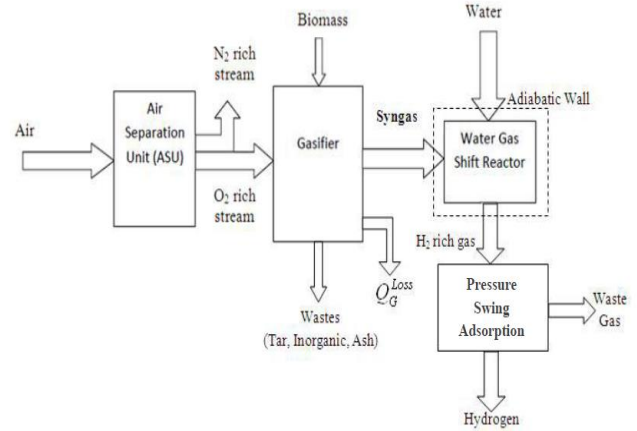 Biomass
Water
N2 rich
stream
Air
Separation
Unit (ASU)
Air
O2 rich
stream
Gasifier
Syngas
Adiabatic Wall
Water Gas
Shift Reactor
H2 rich gas
Q_G^Loss
Wastes
(Tar, Inorganic, Ash)
Pressure
Swing
Adsorption
Waste
Gas
Hydrogen